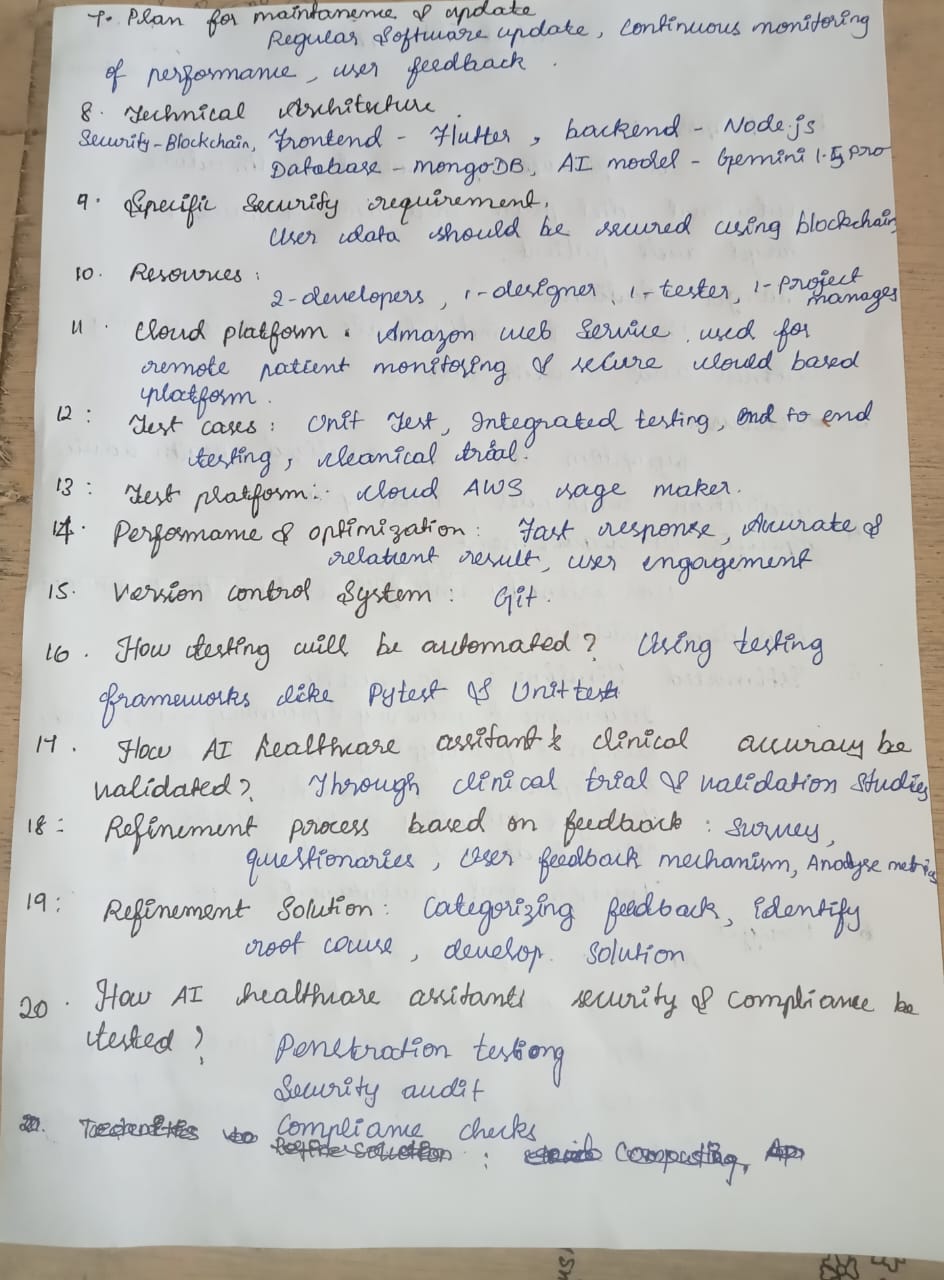 7. Plan for maintanence & update
Regular Software update, continuous monitoring
of performance, user feedback.
8. Technical Architecture
Security-Blockchain, Frontend - Flutter, backend - Node.js
Database - MongoDB, AI model - Gemini 1.5 pro
9. Specific Security requirement.
User data should be secured using blockchain
10. Resources:
2-developers, 1-designer, 1-tester, 1-Project
manages
11. Cloud platform. Amazon web Service. used for
remote patient monitoring & secure cloud based
platform.
12: Test cases: Unit Test, Integrated testing, end to end
testing, cleanical trial.
13: Test platform:. cloud AWS sage maker.
14. Performance & optimization: Fast response, Accurate &
relatient result, user engagement
15. Version control System: Git.
16. How testing will be automated? Using testing
frameworks like Pytest & Unittest
17. How AI healthcare assitant's clinical accuracy be
validated? Through clinical trial & validation Studies
18: Refinement process based on feedback: Survey,
questionaries, User feedback mechanism, Analyse metrics
19: Refinement Solution: Categorizing feedback, identify
root cause, develop. Solution
20. How AI healthcare assitants security & compliance be
tested? Penetration testiong
Security audit
Compliance checks
: Computing,